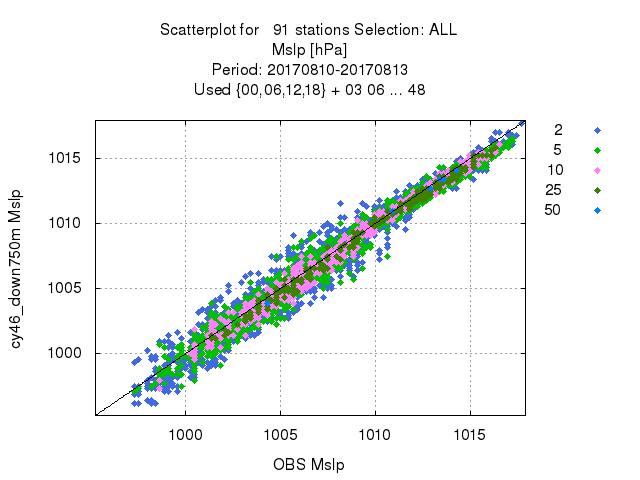 Scatterplot for 91 stations Selection: ALL
Mslp [hPa]
Period: 20170810-20170813
Used {00,06,12,18} + 03 06 ... 48
2
5
10
25
50
1015
1010
1005
1000
cy46_down750m Mslp
1000 1005 1010 1015
OBS Mslp